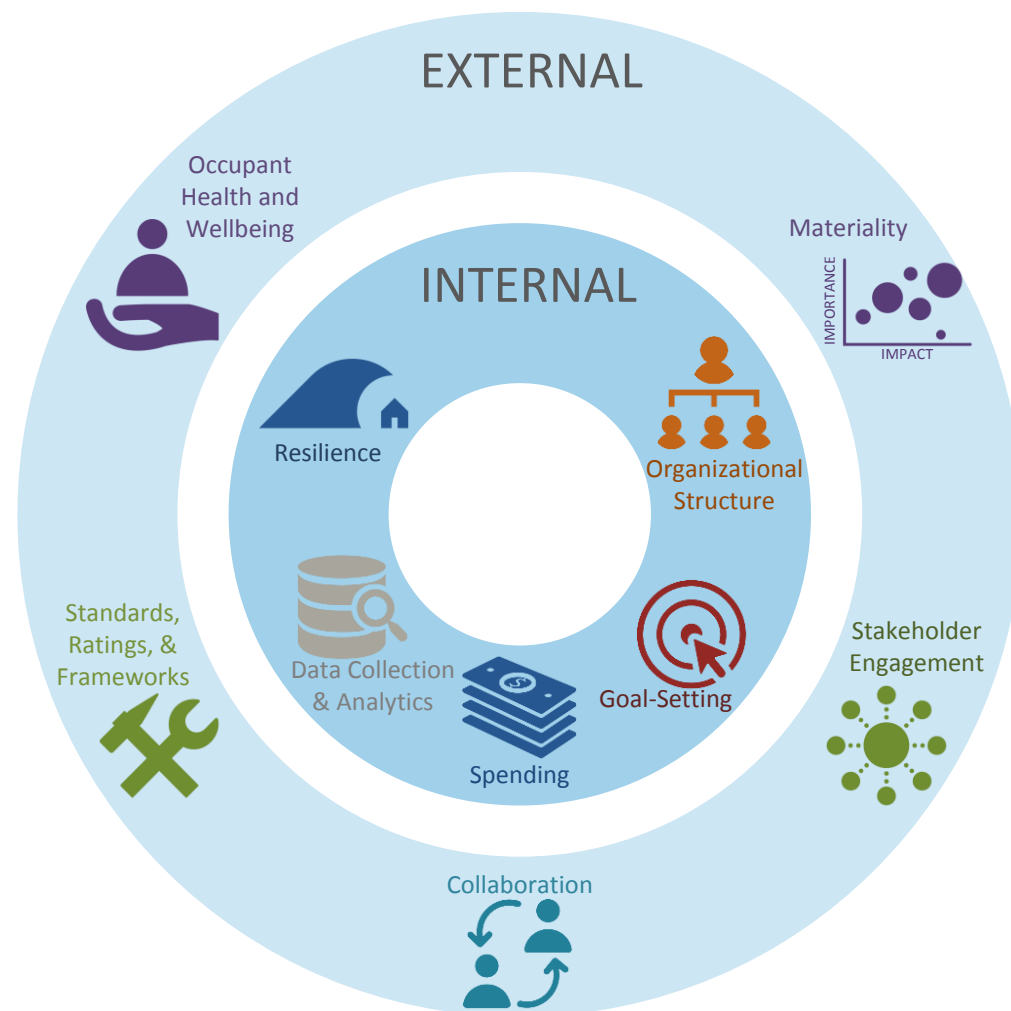 EXTERNAL
Occupant
Health and
Wellbeing
Materiality
IMPORTANCE
IMPACT
INTERNAL
Resilience
Organizational
Structure
Data Collection
& Analytics
$
Spending
Goal-Setting
Standards,
Ratings, &
Frameworks
Stakeholder
Engagement
Collaboration